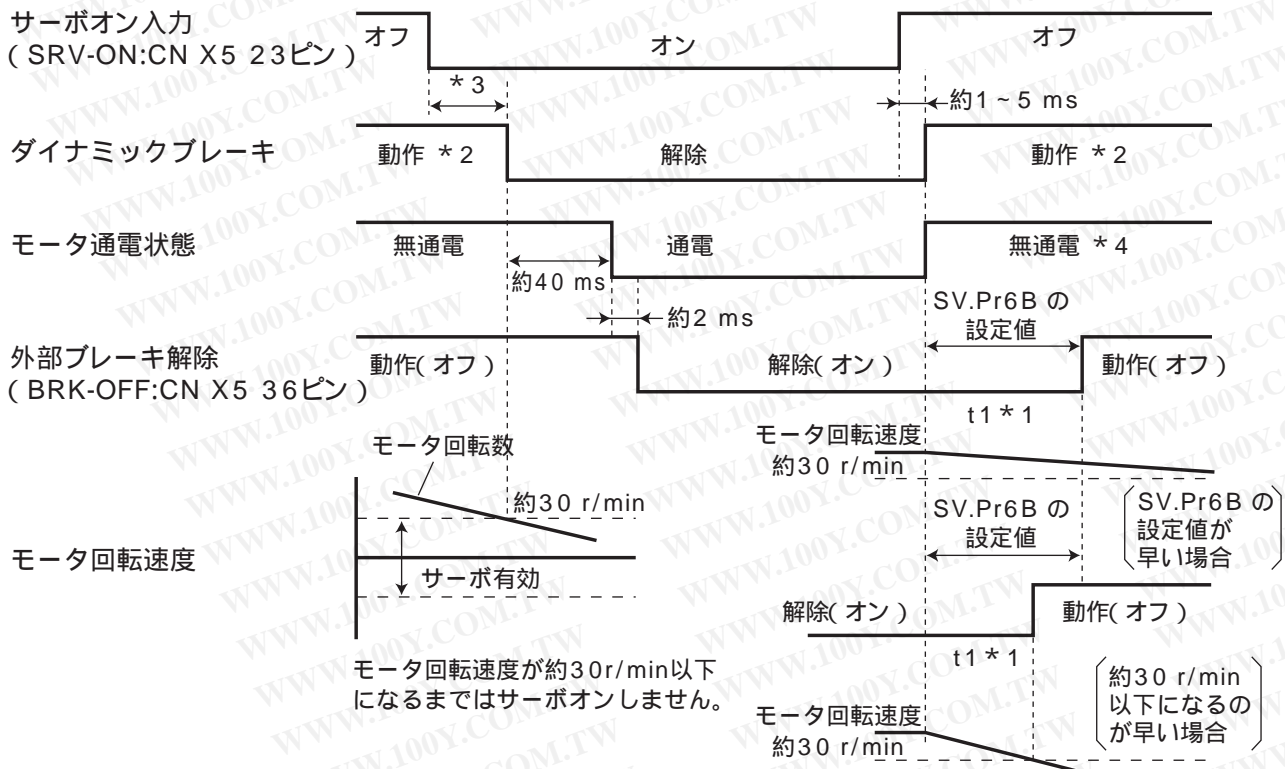 サーボオン入力
( SRV-ON:CN X5 23ピン )
オフ
オン
オフ
*3
約1 ~ 5 ms
ダイナミックブレーキ
動作 *2
解除
動作 *2
モータ通電状態
無通電
通電
無通電 *4
約40 ms
約2 ms
SV.Pr6B の
設定値
外部ブレーキ解除
( BRK-OFF:CN X5 36ピン )
動作( オフ )
解除( オン )
動作( オフ )
t1*1
モータ回転速度
約30 r/min
モータ回転数
約30 r/min
サーボ有効
モータ回転速度
SV.Pr6B の
設定値
SV.Pr6B の
設定値が
早い場合
解除( オン )
動作( オフ )
t1*1
モータ回転速度が約30r/min以下
になるまではサーボオンしません。
モータ回転速度
約30 r/min
約30 r/min
以下になるの
が早い場合
WWW.100Y.COM.TW